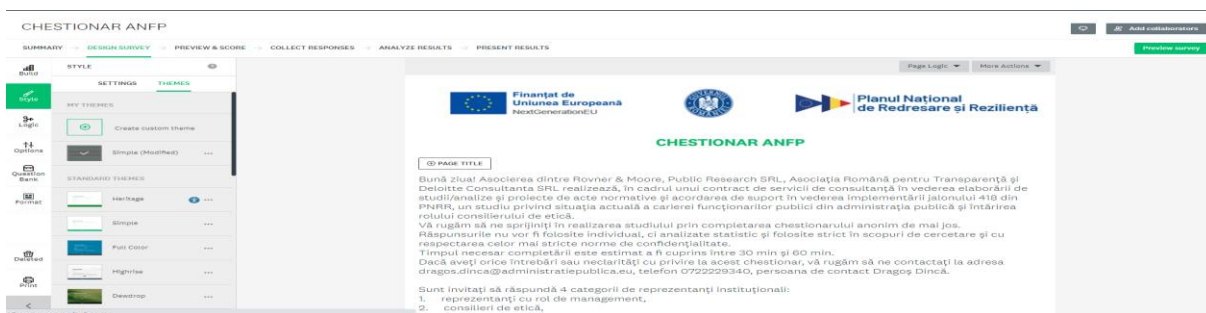 CHESTIONAR ANFP
Add collaborators
SUMMARY → DESIGN SURVEY → PREVIEW & SCORE → COLLECT RESPONSES → ANALYZE RESULTS → PRESENT RESULTS
Preview survey
Build
Style
Logic
Options
Question Bank
Format
Deleted
Print
STYLE
SETTINGS THEMES
MY THEMES
Create custom theme
Simple (Modified)
STANDARD THEMES
Heritage
Simple
Full Color
Highrise
Dewdrop
Page Logic More Actions
Finanțat de
Uniunea Europeană
NextGenerationEU
Planul Național
de Redresare și Reziliență
CHESTIONAR ANFP
PAGE TITLE
Bună ziua! Asocierea dintre Rovner & Moore, Public Research SRL, Asociația Română pentru Transparență și
Deloitte Consultanta SRL realizează, în cadrul unui contract de servicii de consultanță în vederea elaborării de
studii/analize și proiecte de acte normative și acordarea de suport în vederea implementării jalonului 418 din
PNRR, un studiu privind situația actuală a carierei funcționarilor publici din administrația publică și întărirea
rolului consilierului de etică.
Vă rugăm să ne sprijiniți în realizarea studiului prin completarea chestionarului anonim de mai jos.
Răspunsurile nu vor fi folosite individual, ci analizate statistic și folosite strict în scopuri de cercetare și cu
respectarea celor mai stricte norme de confidențialitate.
Timpul necesar completării este estimat a fi cuprins între 30 min și 60 min.
Dacă aveți orice întrebări sau neclarități cu privire la acest chestionar, vă rugăm să ne contactați la adresa
dragos.dinca@administratiepublica.eu, telefon 0722229340, persoana de contact Dragoș Dincă.
Sunt invitați să răspundă 4 categorii de reprezentanți instituționali:
1. reprezentanți cu rol de management,
2. consilieri de etică,